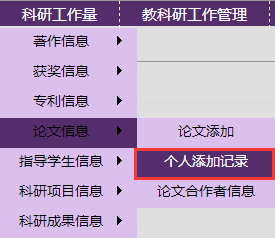 科研工作量 教科研工作管理
著作信息
获奖信息
专利信息
论文信息 论文添加
指导学生信息 个人添加记录
科研项目信息 论文合作者信息
科研成果信息